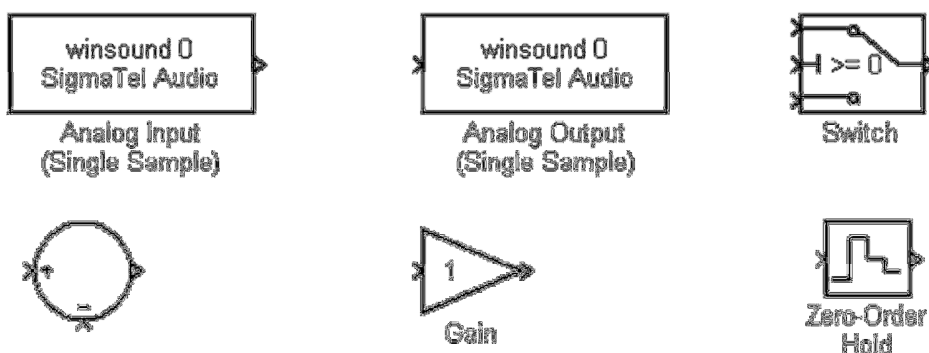 winsound 0
SigmaTel Audio
Analog Input
(Single Sample)
winsound 0
SigmaTel Audio
Analog Output
(Single Sample)
>= 0
Switch
+
−
1
Gain
Zero-Order
Hold